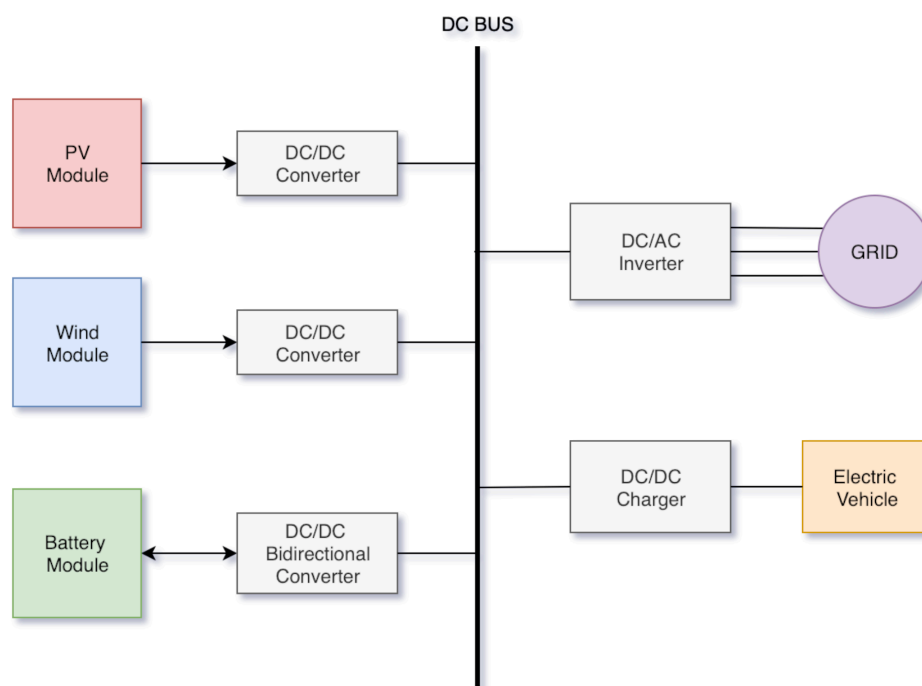 DC BUS
PV
Module
DC/DC
Converter
DC/AC
Inverter
GRID
Wind
Module
DC/DC
Converter
DC/DC
Charger
Electric
Vehicle
Battery
Module
DC/DC
Bidirectional
Converter